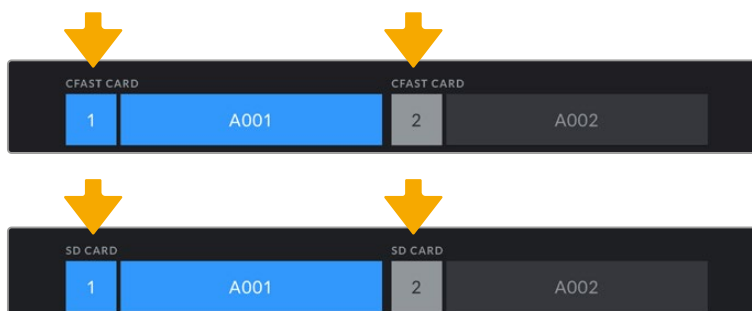 CFAST CARD CFAST CARD
1 A001 2 A002
SD CARD SD CARD
1 A001 2 A002